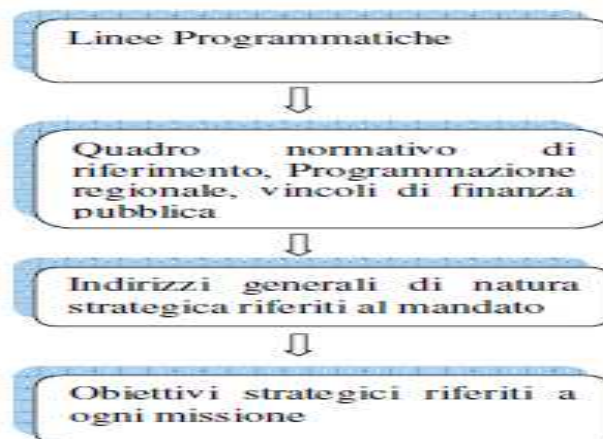 Linee Programmatiche
Quadro normativo di
riferimento, Programmazione
regionale, vincoli di finanza
pubblica
Indirizzi generali di natura
strategica riferiti al mandato
Obiettivi strategici riferiti a
ogni missione